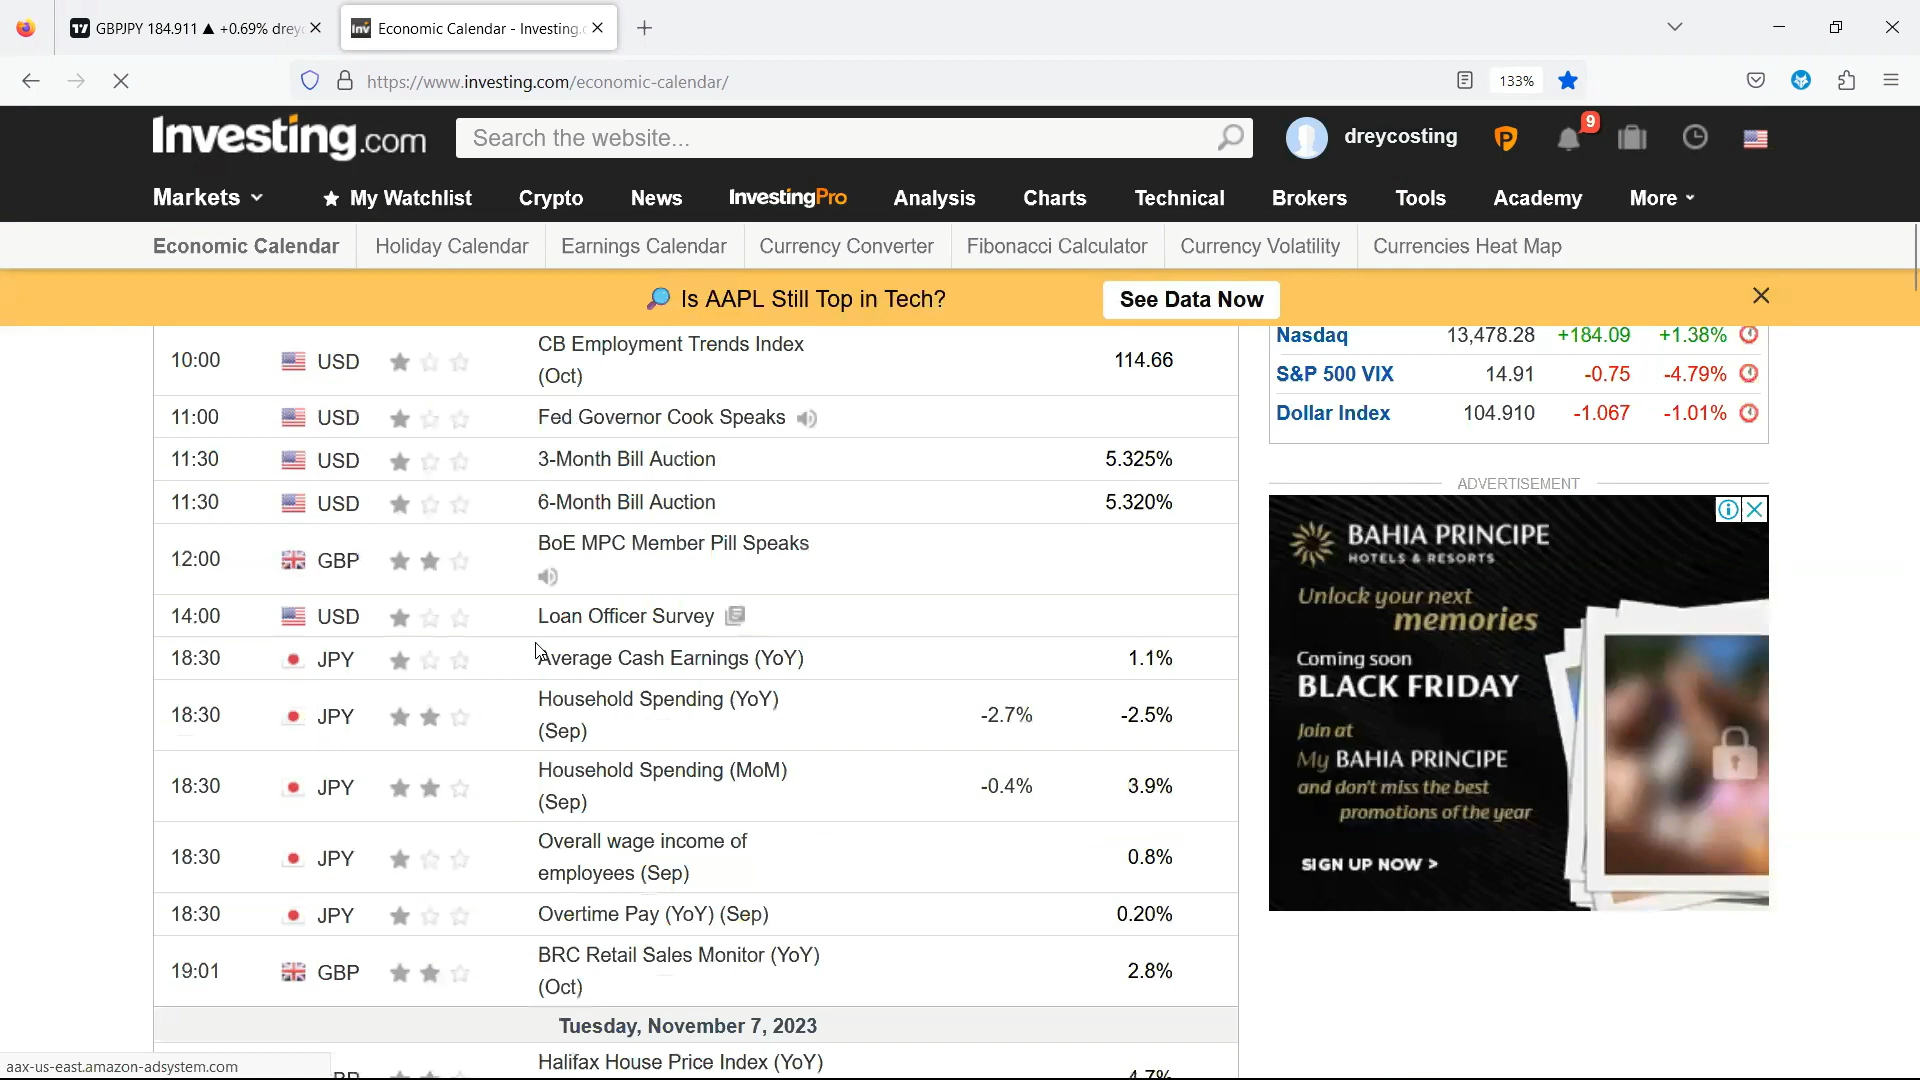 GBPJPY 184.911 ▲ +0.69% dreyc
Economic Calendar - Investing.c
https://www.investing.com/economic-calendar/
133%
Investing.com
Search the website...
dreycosting
9
Markets
My Watchlist
Crypto
News
InvestingPro
Analysis
Charts
Technical
Brokers
Tools
Academy
More
Economic Calendar
Holiday Calendar
Earnings Calendar
Currency Converter
Fibonacci Calculator
Currency Volatility
Currencies Heat Map
Is AAPL Still Top in Tech?
See Data Now
10:00 USD CB Employment Trends Index 114.66
(Oct)
11:00 USD Fed Governor Cook Speaks
11:30 USD 3-Month Bill Auction 5.325%
11:30 USD 6-Month Bill Auction 5.320%
12:00 GBP BoE MPC Member Pill Speaks
14:00 USD Loan Officer Survey
18:30 JPY Average Cash Earnings (YoY) 1.1%
18:30 JPY Household Spending (YoY) -2.7% -2.5%
(Sep)
18:30 JPY Household Spending (MoM) -0.4% 3.9%
(Sep)
18:30 JPY Overall wage income of 0.8%
employees (Sep)
18:30 JPY Overtime Pay (YoY) (Sep) 0.20%
19:01 GBP BRC Retail Sales Monitor (YoY) 2.8%
(Oct)
Tuesday, November 7, 2023
Halifax House Price Index (YoY)
4.7%
Nasdaq 13,478.28 +184.09 +1.38%
S&P 500 VIX 14.91 -0.75 -4.79%
Dollar Index 104.910 -1.067 -1.01%
ADVERTISEMENT
BAHIA PRINCIPE
HOTELS & RESORTS
Unlock your next
memories
Coming soon
BLACK FRIDAY
Join at
My BAHIA PRINCIPE
and don't miss the best
promotions of the year
SIGN UP NOW >
aax-us-east.amazon-adsystem.com